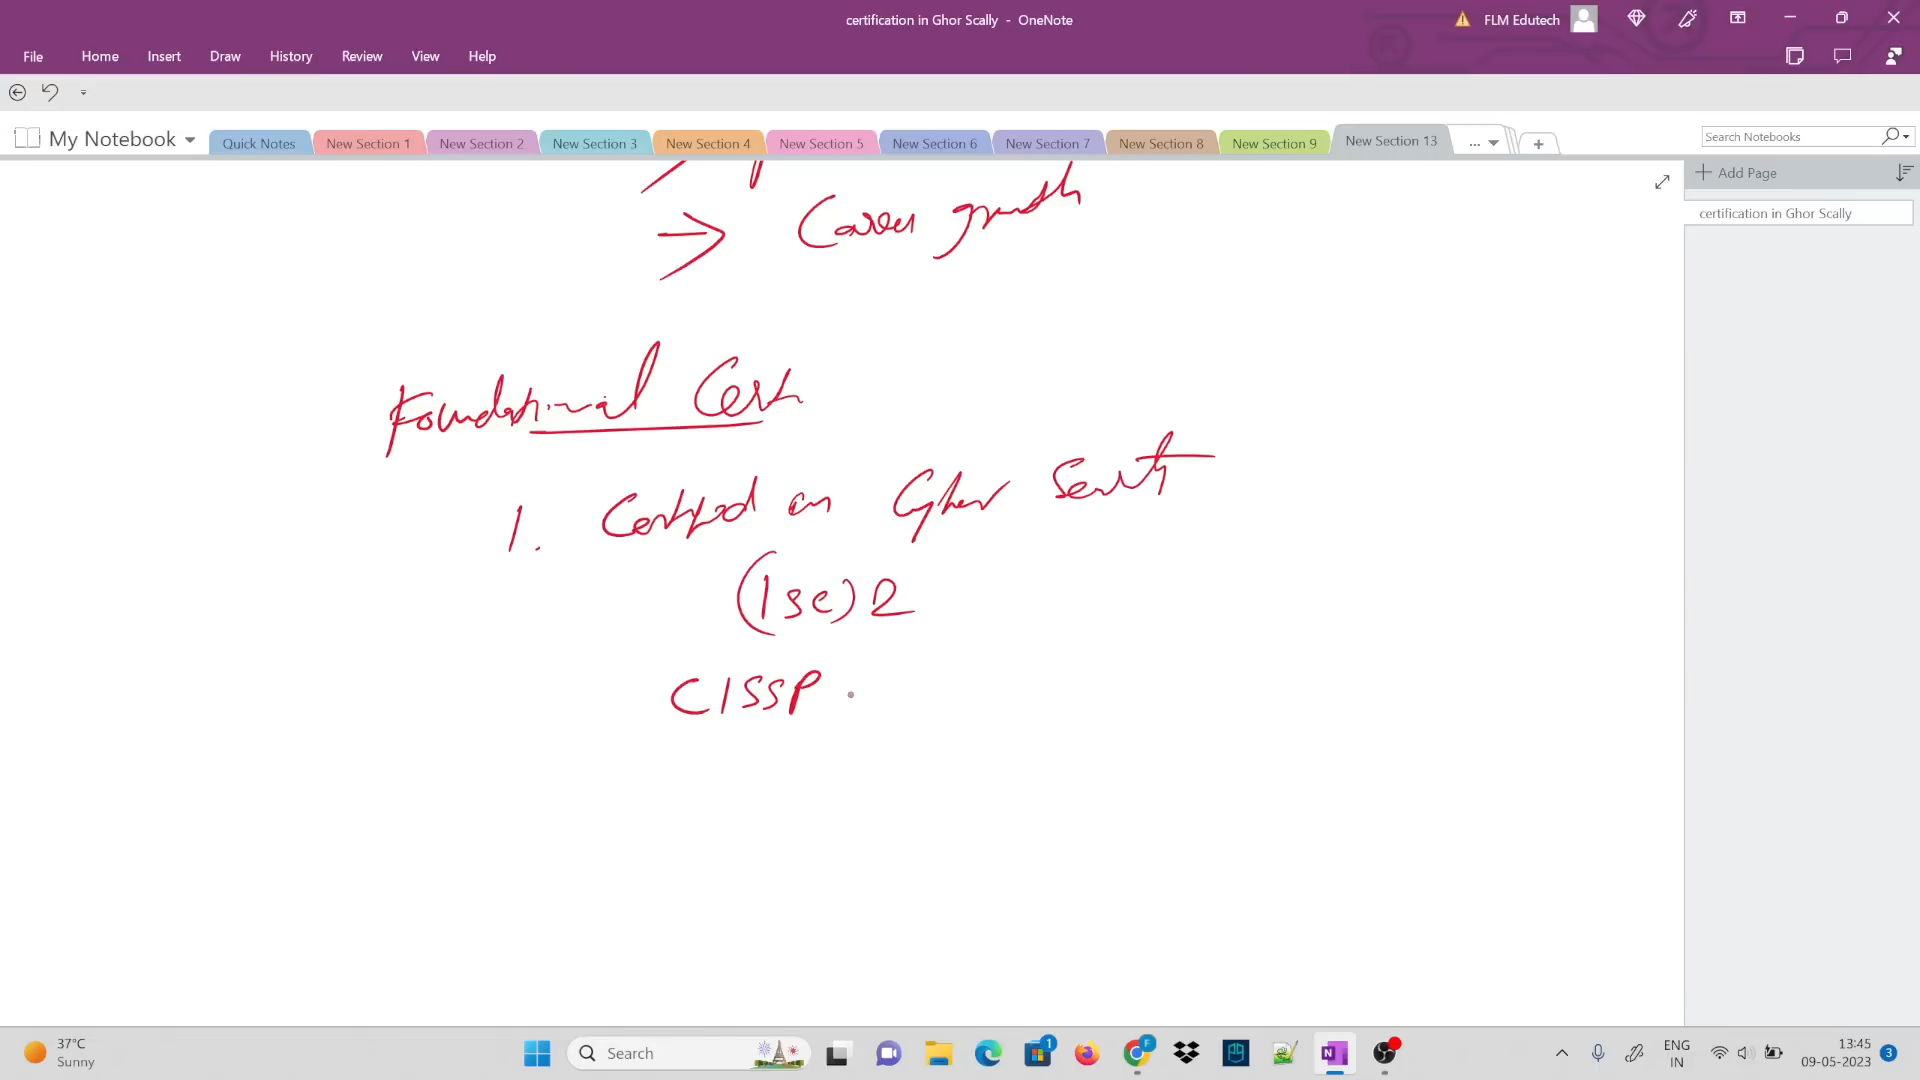 certification in Ghor Scally - OneNote
FLM Edutech
File Home Insert Draw History Review View Help
My Notebook
Quick Notes New Section 1 New Section 2 New Section 3 New Section 4 New Section 5 New Section 6 New Section 7 New Section 8 New Section 9 New Section 13 ...
Search Notebooks
Add Page
certification in Ghor Scally
→ Career growth
Foundational Cert
1. Certified in Cyber Security
(ISC)2
CISSP
37°C
Sunny
Search
1
F
N
ENG
IN
13:45
09-05-2023
3